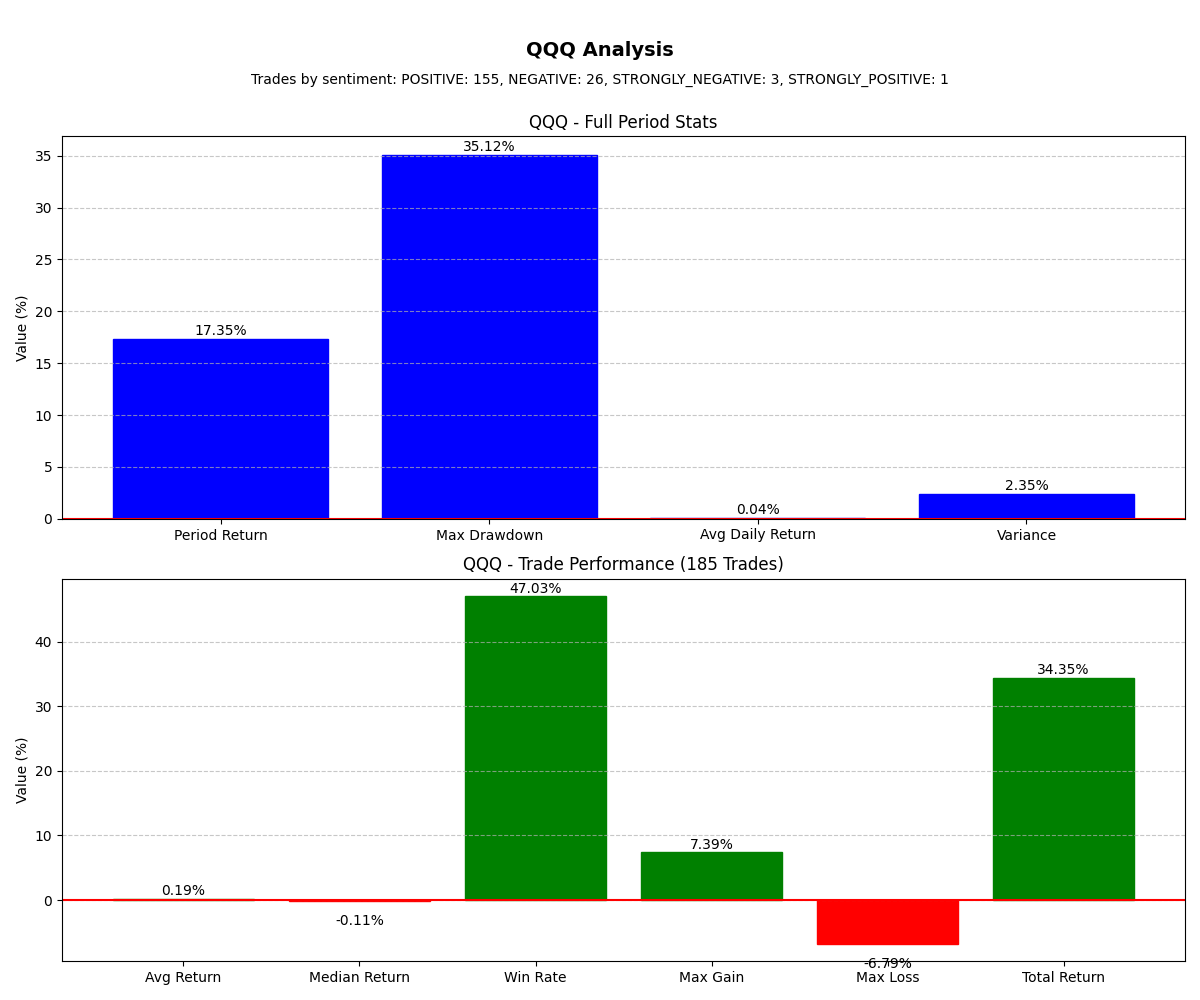 QQQ Analysis
Trades by sentiment: POSITIVE: 155, NEGATIVE: 26, STRONGLY_NEGATIVE: 3, STRONGLY_POSITIVE: 1
QQQ - Full Period Stats
Value (%)
35
30
25
20
15
10
5
0
17.35%
35.12%
0.04%
2.35%
Period Return
Max Drawdown
Avg Daily Return
Variance
QQQ - Trade Performance (185 Trades)
Value (%)
40
30
20
10
0
0.19%
-0.11%
47.03%
7.39%
-6.79%
34.35%
Avg Return
Median Return
Win Rate
Max Gain
Max Loss
Total Return